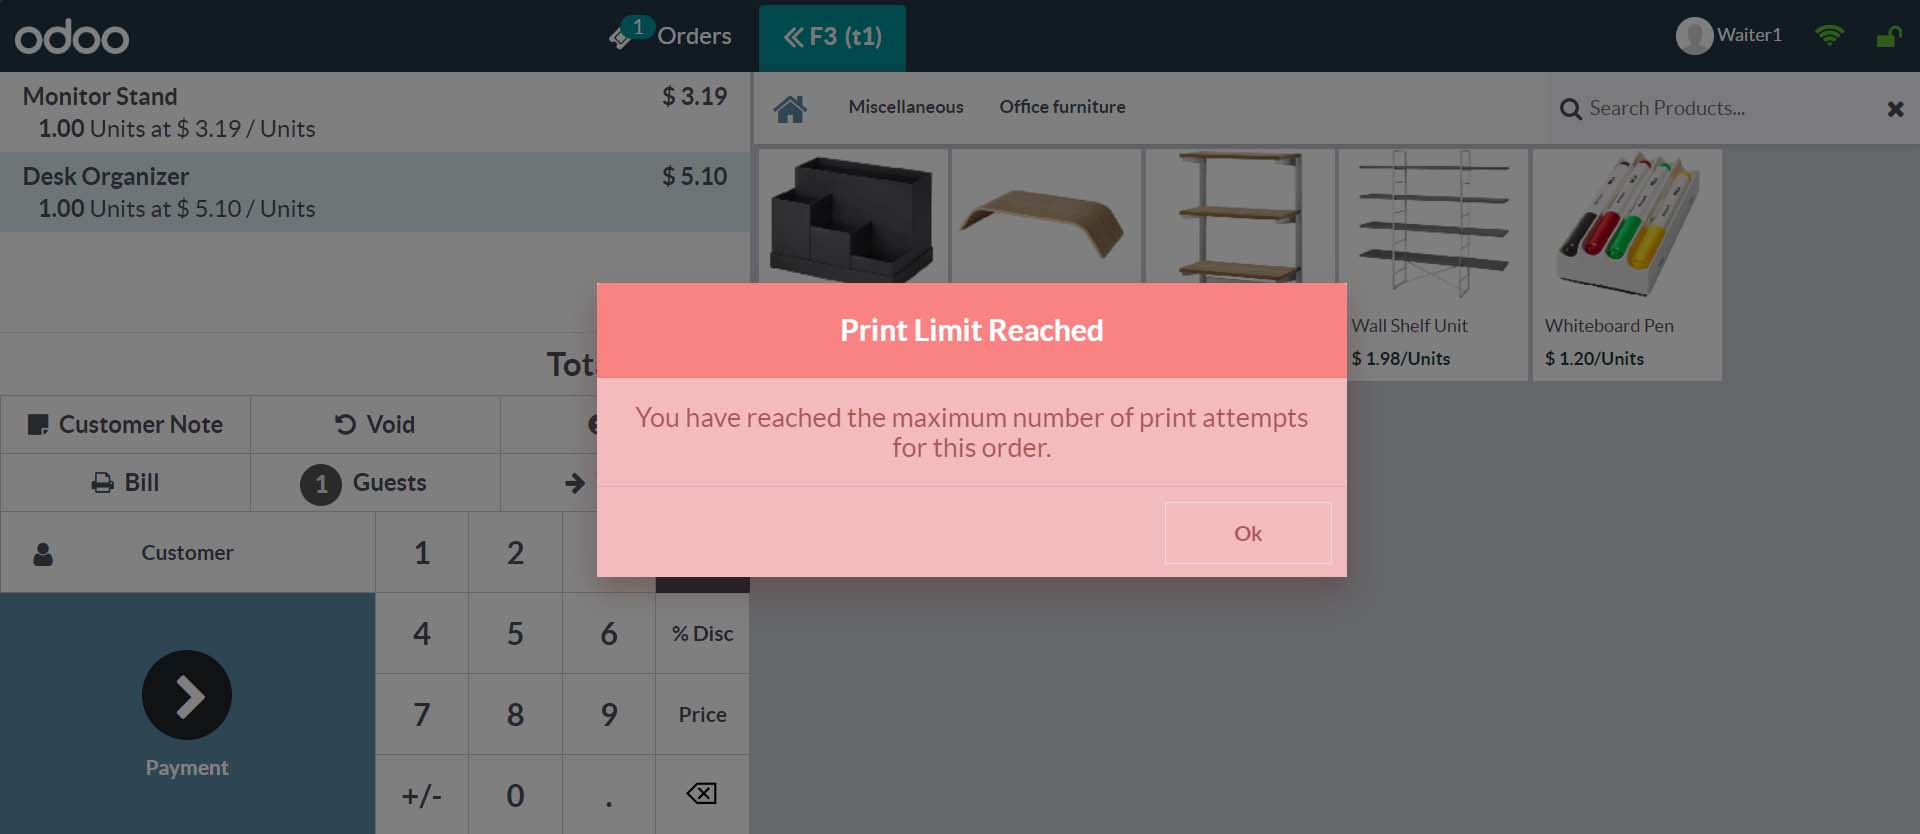 odoo
1 Orders
F3 (t1)
Waiter1
Monitor Stand $ 3.19
1.00 Units at $ 3.19 / Units
Desk Organizer $ 5.10
1.00 Units at $ 5.10 / Units
Miscellaneous
Office furniture
Search Products...
Wall Shelf Unit
$ 1.98/Units
Whiteboard Pen
$ 1.20/Units
Print Limit Reached
You have reached the maximum number of print attempts
for this order.
Ok
Customer Note
Void
Bill
1 Guests
Customer
1 2
4 5 6 % Disc
7 8 9 Price
+/- 0 .
Payment